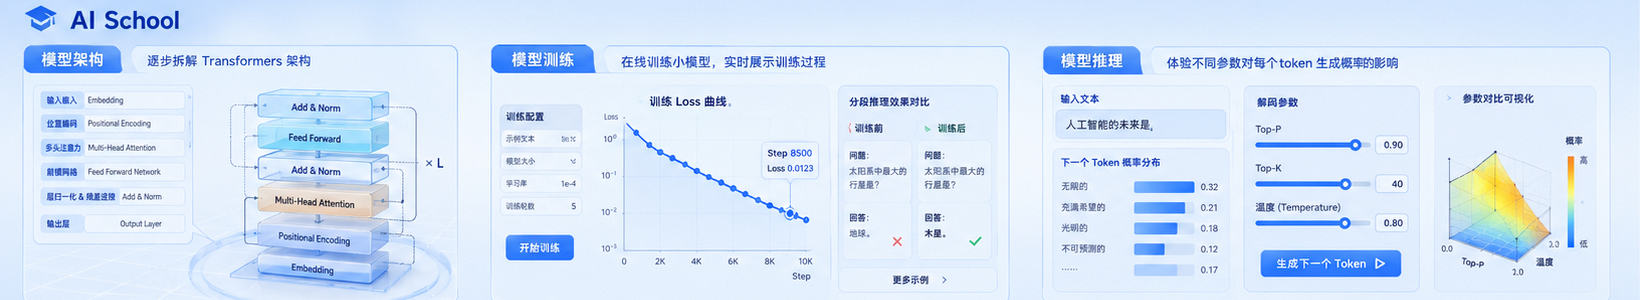 AI School
模型架构
逐步拆解 Transformers 架构
输入嵌入 Embedding
位置编码 Positional Encoding
多头注意力 Multi-Head Attention
前馈网络 Feed Forward Network
层归一化 & 残差连接 Add & Norm
输出层 Output Layer
Add & Norm
Feed Forward
Add & Norm
Multi-Head Attention
Positional Encoding
Embedding
× L
模型训练
在线训练小模型，实时展示训练过程
训练配置
示例文本
模型大小
学习率 1e-4
训练轮数 5
开始训练
训练 Loss 曲线。
Loss
10⁰
10⁻¹
10⁻²
10⁻³
Step 8500
Loss 0.0123
0 2K 4K 6K 8K 10K
Step
分段推理效果对比
训练前
问题:
太阳系中最大的
行星是?
回答:
地球。
训练后
问题:
太阳系中最大的
行星是?
回答:
木星。
更多示例
模型推理
体验不同参数对每个 token 生成概率的影响
输入文本
人工智能的未来是。
下一个 Token 概率分布
无限的 0.32
充满希望的 0.21
光明的 0.18
不可预测的 0.12
...... 0.17
解码参数
Top-P
0.90
Top-K
40
温度 (Temperature)
0.80
生成下一个 Token
参数对比可视化
概率
高
低
0.0
Top-p
2.0
温度